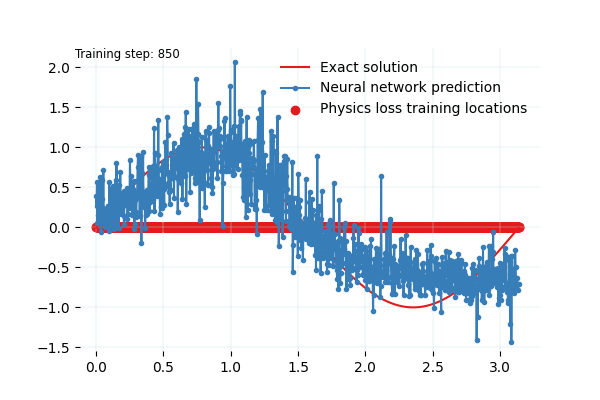 Training step: 850
Exact solution
Neural network prediction
Physics loss training locations
2.0
1.5
1.0
0.5
0.0
−0.5
−1.0
−1.5
0.0 0.5 1.0 1.5 2.0 2.5 3.0